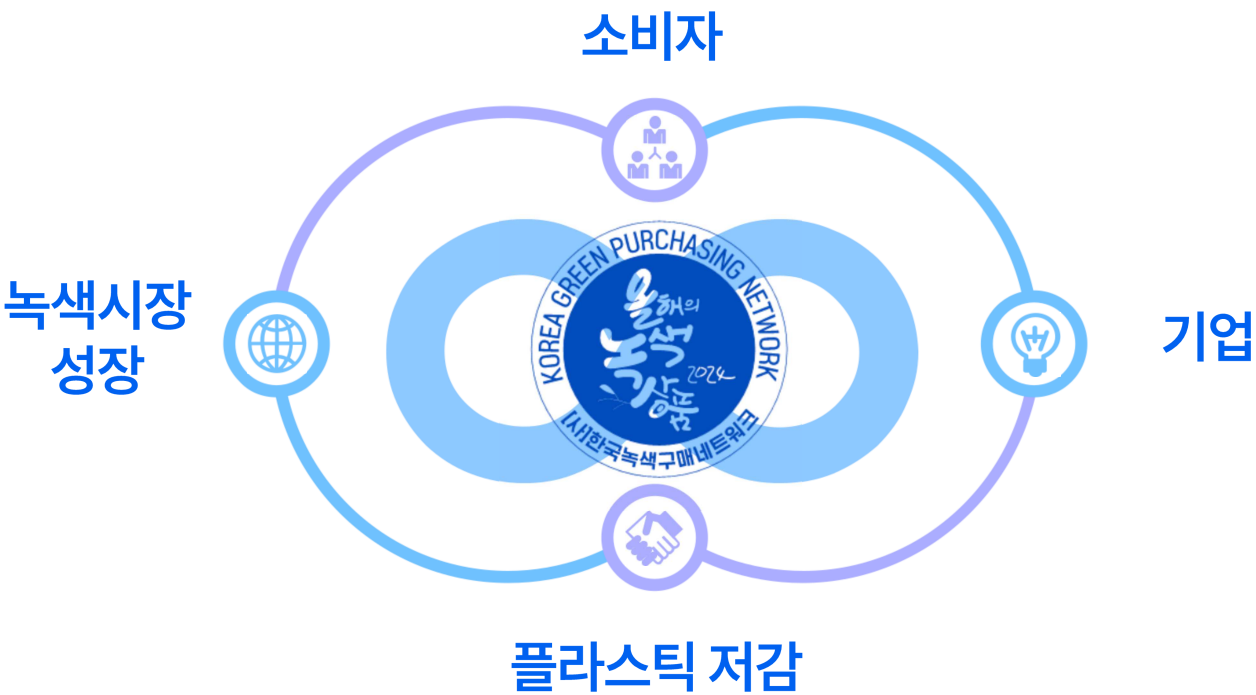 소비자
KOREA GREEN PURCHASING NETWORK
녹색시장
성장
올해의
녹색
2024
상품
(사)한국녹색구매네트워크
기업
플라스틱 저감